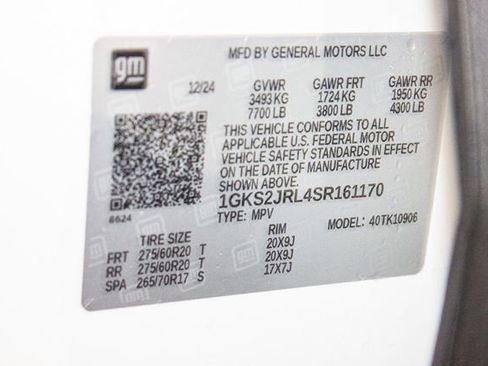 gm
MFD BY GENERAL MOTORS LLC
12/24 GVWR GAWR FRT GAWR RR
3493 KG 1724 KG 1950 KG
7700 LB 3800 LB 4300 LB
THIS VEHICLE CONFORMS TO ALL
APPLICABLE U.S. FEDERAL MOTOR
VEHICLE SAFETY STANDARDS IN EFFECT
ON THE DATE OF MANUFACTURE
SHOWN ABOVE.
1GKS2JRL4SR161170
8624 TYPE: MPV MODEL: 40TK10906
TIRE SIZE RIM
FRT 275/60R20 T 20X9J
RR 275/60R20 T 20X9J
SPA 265/70R17 S 17X7J